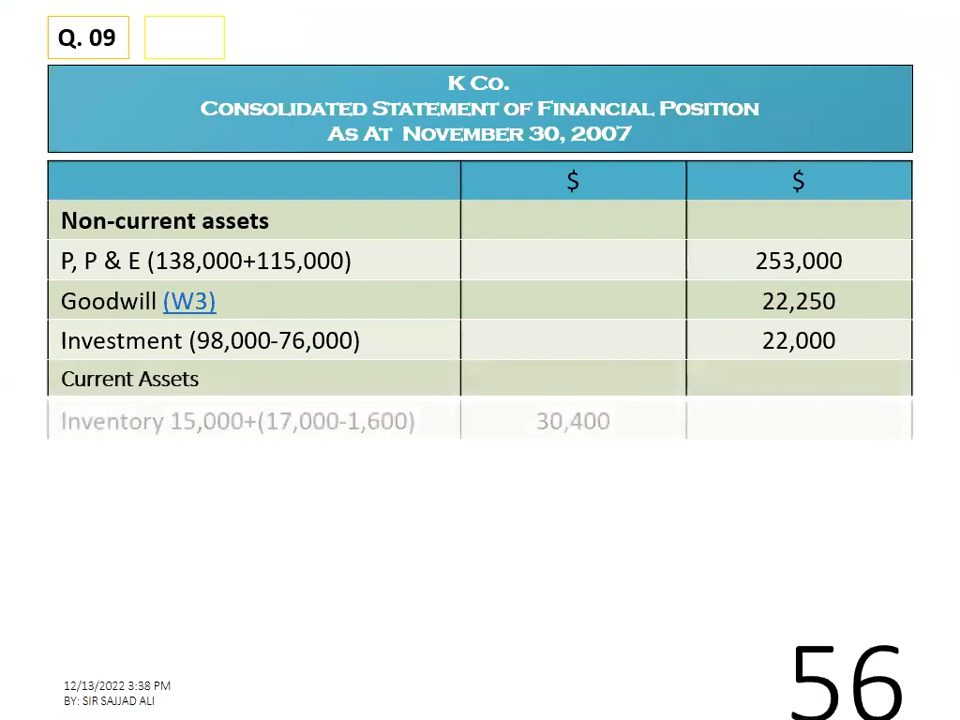 Q. 09
K Co.
Consolidated Statement of Financial Position
As At November 30, 2007
$ $
Non-current assets
P, P & E (138,000+115,000) 253,000
Goodwill (W3) 22,250
Investment (98,000-76,000) 22,000
Current Assets
Inventory 15,000+(17,000-1,600) 30,400
12/13/2022 3:38 PM
BY: SIR SAJJAD ALI
56